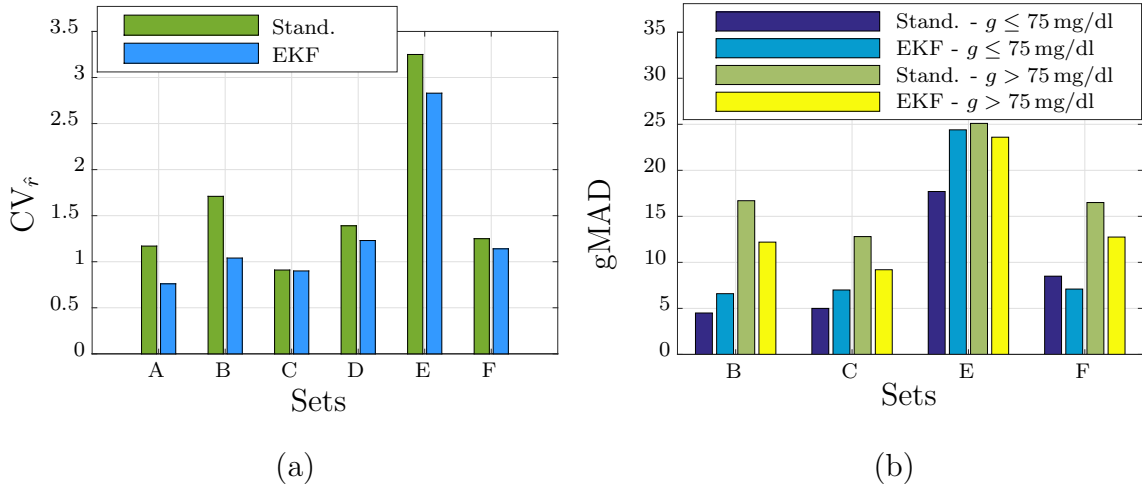 Stand.
EKF
3.5
3
2.5
2
1.5
1
0.5
0
CV_r̂
A B C D E F
Sets
(a)
Stand. - g ≤ 75 mg/dl
EKF - g ≤ 75 mg/dl
Stand. - g > 75 mg/dl
EKF - g > 75 mg/dl
35
30
25
20
15
10
5
0
gMAD
B C E F
Sets
(b)